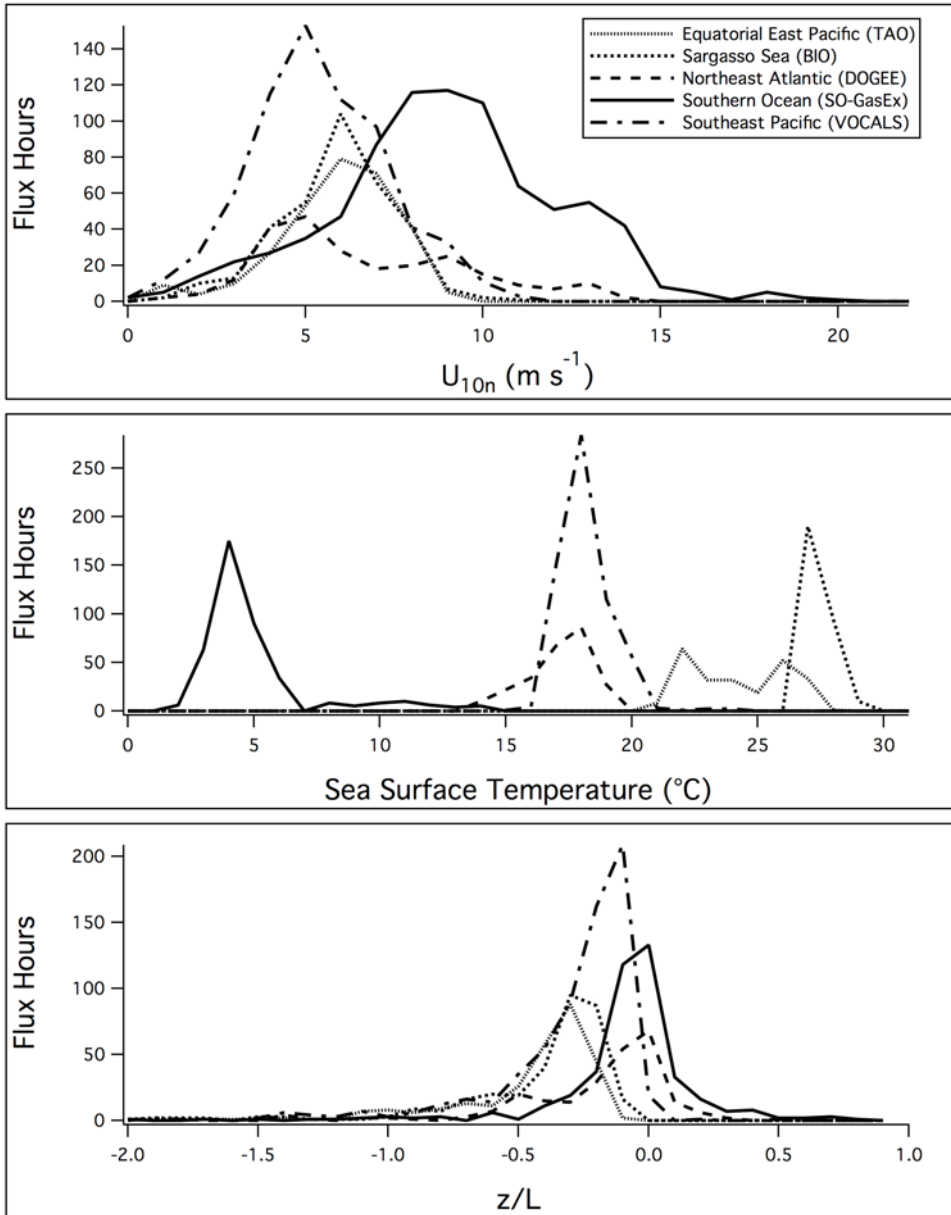 Equatorial East Pacific (TAO)
Sargasso Sea (BIO)
Northeast Atlantic (DOGEE)
Southern Ocean (SO-GasEx)
Southeast Pacific (VOCALS)
Flux Hours
140
120
100
80
60
40
20
0
0 5 10 15 20
U10n (m s-1)
Flux Hours
250
200
150
100
50
0
0 5 10 15 20 25 30
Sea Surface Temperature (°C)
Flux Hours
200
150
100
50
0
-2.0 -1.5 -1.0 -0.5 0.0 0.5 1.0
z/L